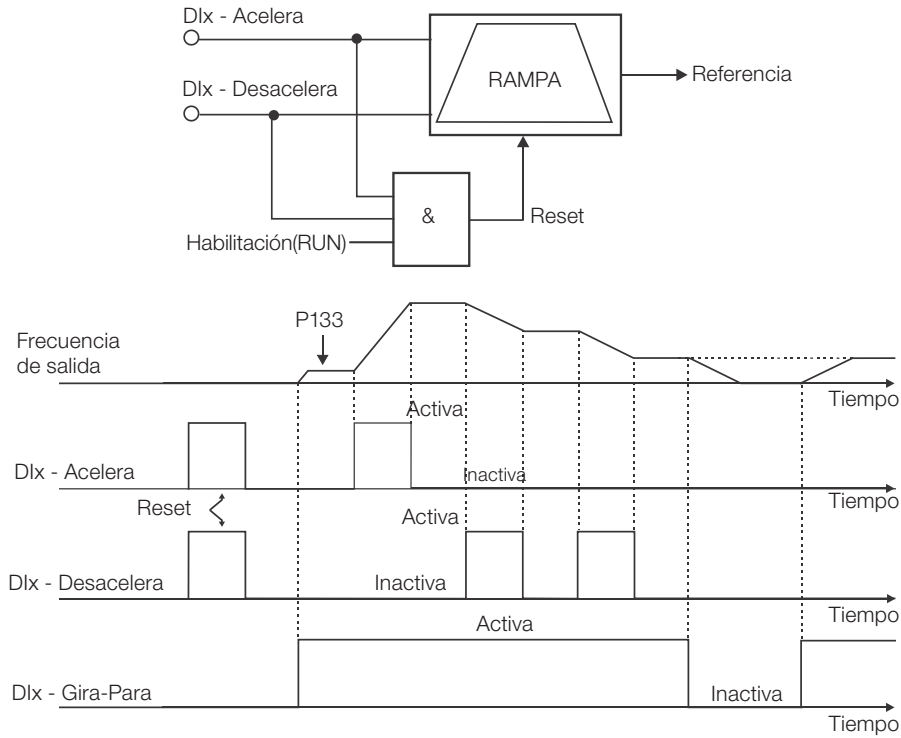 DIx - Acelera
DIx - Desacelera
RAMPA
Referencia
&
Reset
Habilitación(RUN)
P133
Frecuencia
de salida
Tiempo
Activa
DIx - Acelera
Inactiva
Tiempo
Reset
Activa
DIx - Desacelera
Inactiva
Tiempo
Activa
DIx - Gira-Para
Inactiva
Tiempo